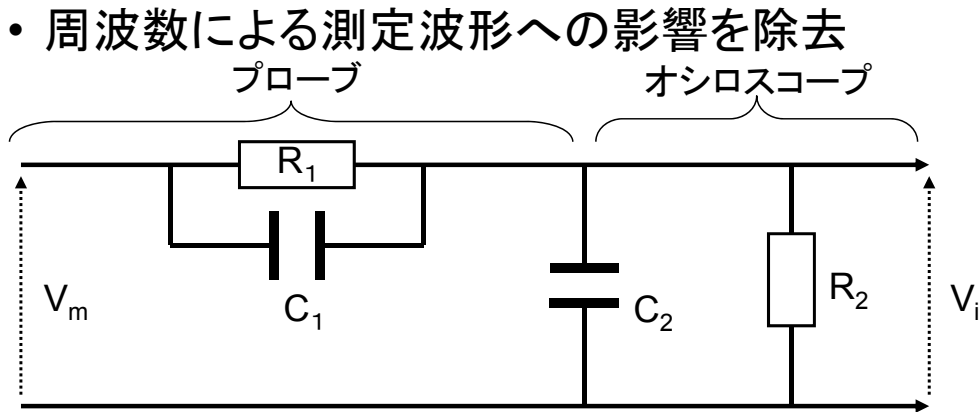 • 周波数による測定波形への影響を除去
プローブ
オシロスコープ
R1
Vm
C1
C2
R2
Vi